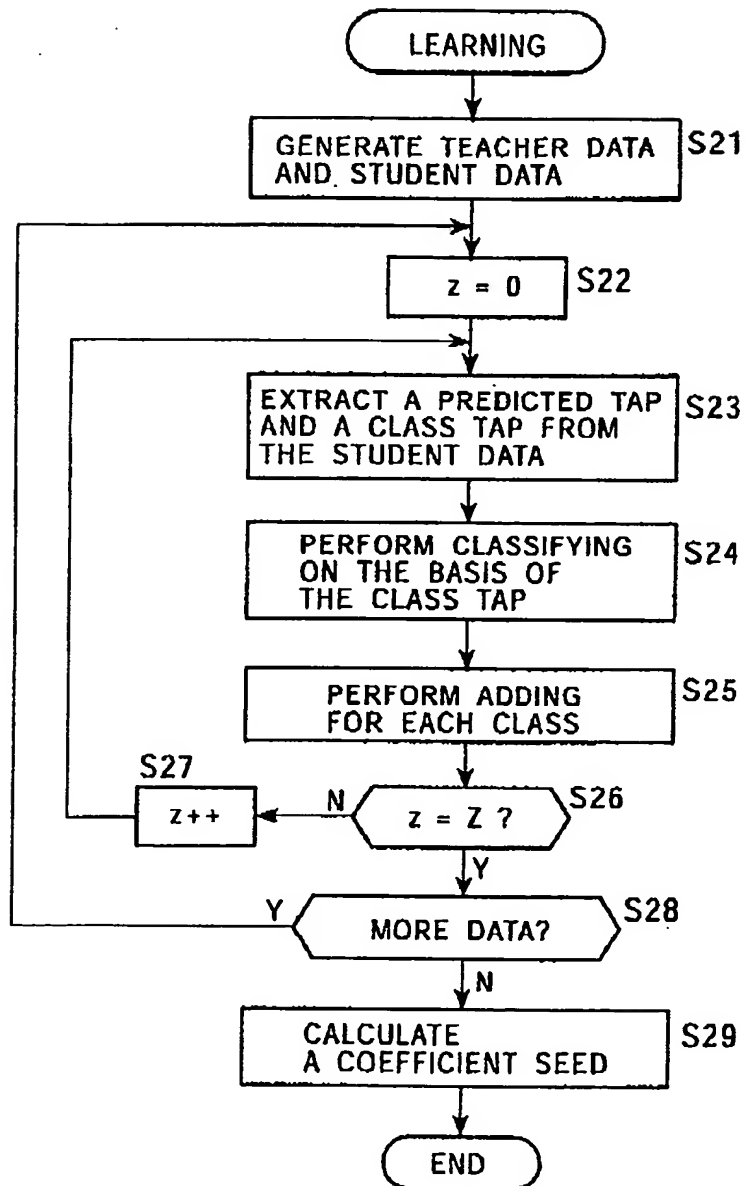 LEARNING
GENERATE TEACHER DATA
AND STUDENT DATA
S21
z = 0
S22
EXTRACT A PREDICTED TAP
AND A CLASS TAP FROM
THE STUDENT DATA
S23
PERFORM CLASSIFYING
ON THE BASIS OF
THE CLASS TAP
S24
PERFORM ADDING
FOR EACH CLASS
S25
S27
z++
N
z = Z ?
S26
Y
Y
MORE DATA?
S28
N
CALCULATE
A COEFFICIENT SEED
S29
END